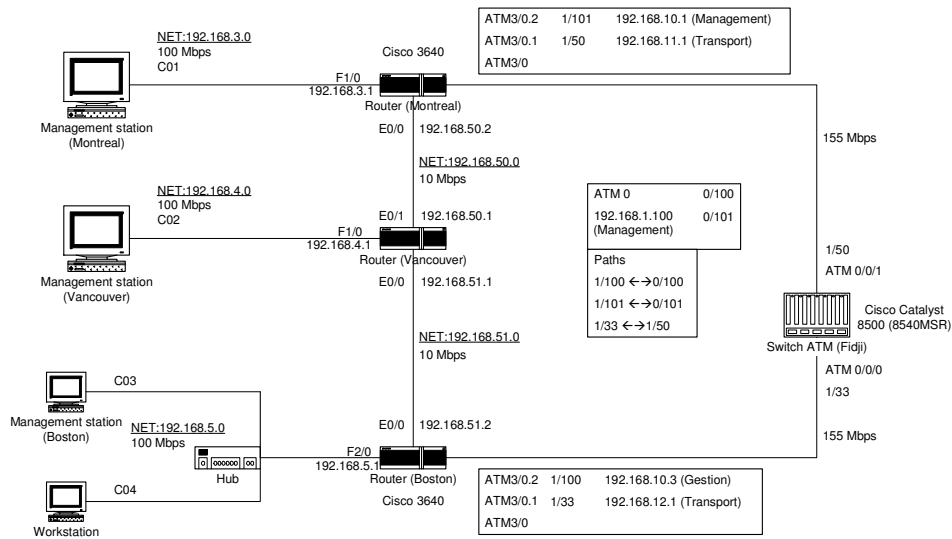 ATM3/0.2 1/101 192.168.10.1 (Management)
ATM3/0.1 1/50 192.168.11.1 (Transport)
ATM3/0
NET:192.168.3.0
100 Mbps
C01
Cisco 3640
F1/0
192.168.3.1
Router (Montreal)
Management station
(Montreal)
E0/0 192.168.50.2
155 Mbps
NET:192.168.50.0
10 Mbps
NET:192.168.4.0
100 Mbps
C02
ATM 0 0/100
192.168.1.100 0/101
(Management)
E0/1 192.168.50.1
F1/0
192.168.4.1
Router (Vancouver)
Management station
(Vancouver)
E0/0 192.168.51.1
Paths
1/100 ←→0/100
1/101 ←→0/101
1/33 ←→1/50
1/50
ATM 0/0/1
Cisco Catalyst
8500 (8540MSR)
Switch ATM (Fidji)
NET:192.168.51.0
10 Mbps
ATM 0/0/0
1/33
C03
Management station
(Boston)
NET:192.168.5.0
100 Mbps
E0/0 192.168.51.2
155 Mbps
F2/0
192.168.5.1
Hub
Router (Boston)
Cisco 3640
C04
Workstation
ATM3/0.2 1/100 192.168.10.3 (Gestion)
ATM3/0.1 1/33 192.168.12.1 (Transport)
ATM3/0